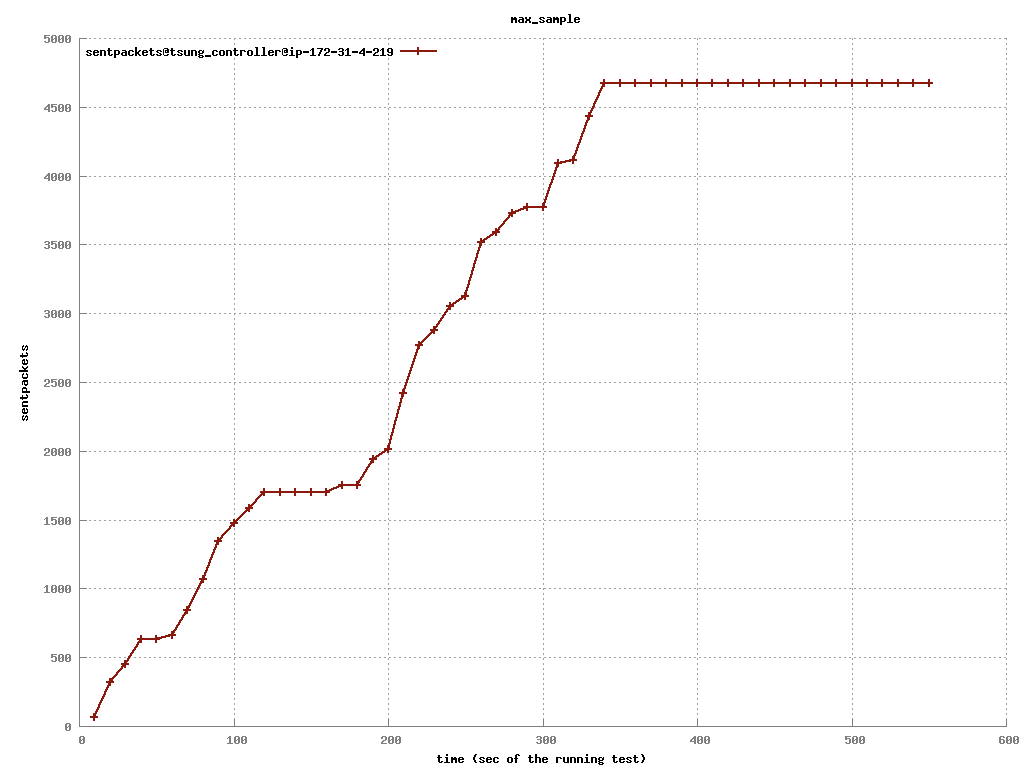 max_sample
5000
sentpackets@tsung_controller@ip-172-31-4-219
4500
4000
3500
3000
sentpackets
2500
2000
1500
1000
500
0
0 100 200 300 400 500 600
time (sec of the running test)